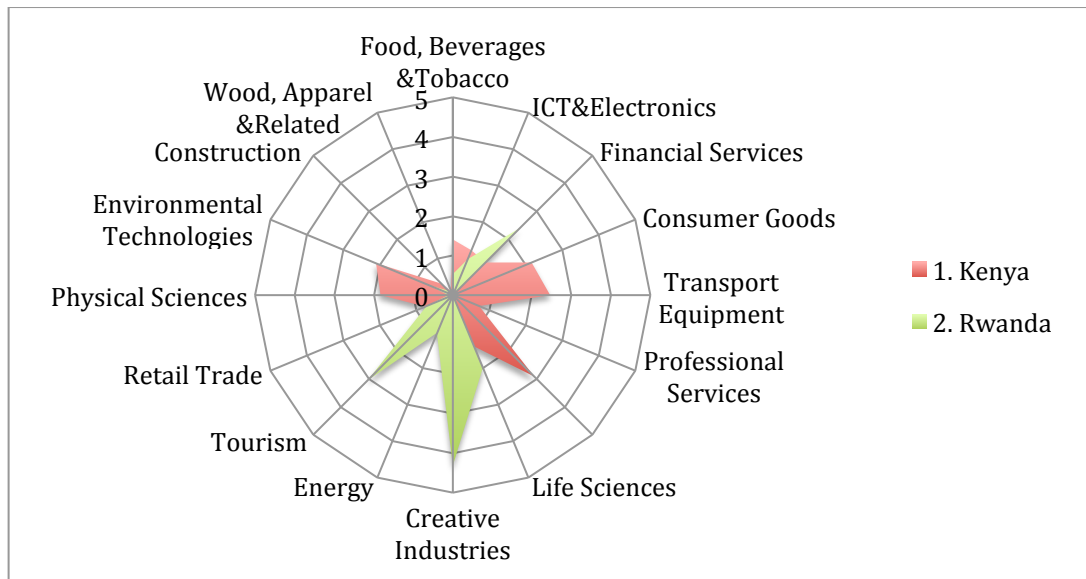 Food, Beverages
&Tobacco
ICT&Electronics
Financial Services
Consumer Goods
Transport
Equipment
Professional
Services
Life Sciences
Creative
Industries
Energy
Tourism
Retail Trade
Physical Sciences
Environmental
Technologies
Construction
Wood, Apparel
&Related
5
4
3
2
1
0
1. Kenya
2. Rwanda